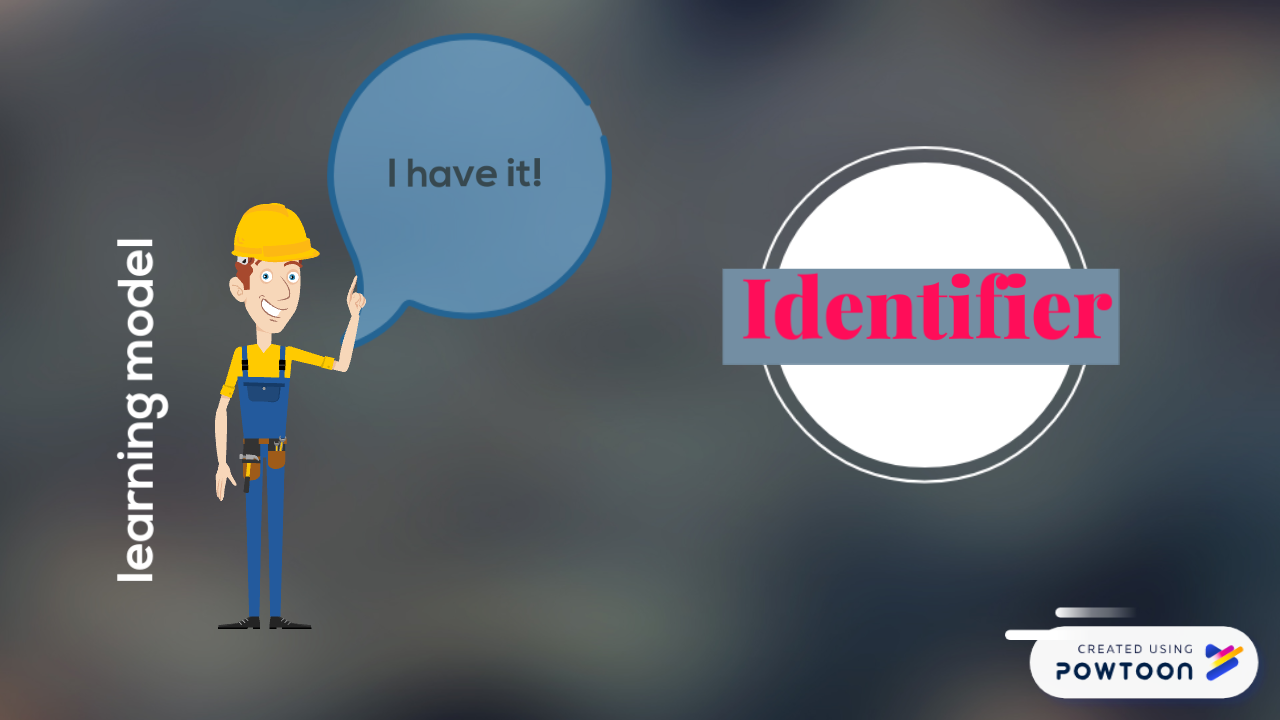 I have it!
learning model
Identifier
CREATED USING
POWTOON